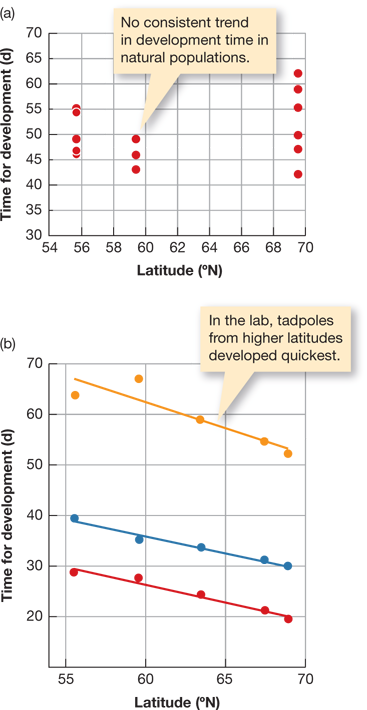 (a)
No consistent trend
in development time in
natural populations.
Time for development (d)
70
65
60
55
50
45
40
35
30
54 56 58 60 62 64 66 68 70
Latitude (ºN)
(b)
In the lab, tadpoles
from higher latitudes
developed quickest.
Time for development (d)
70
60
50
40
30
20
55 60 65 70
Latitude (ºN)